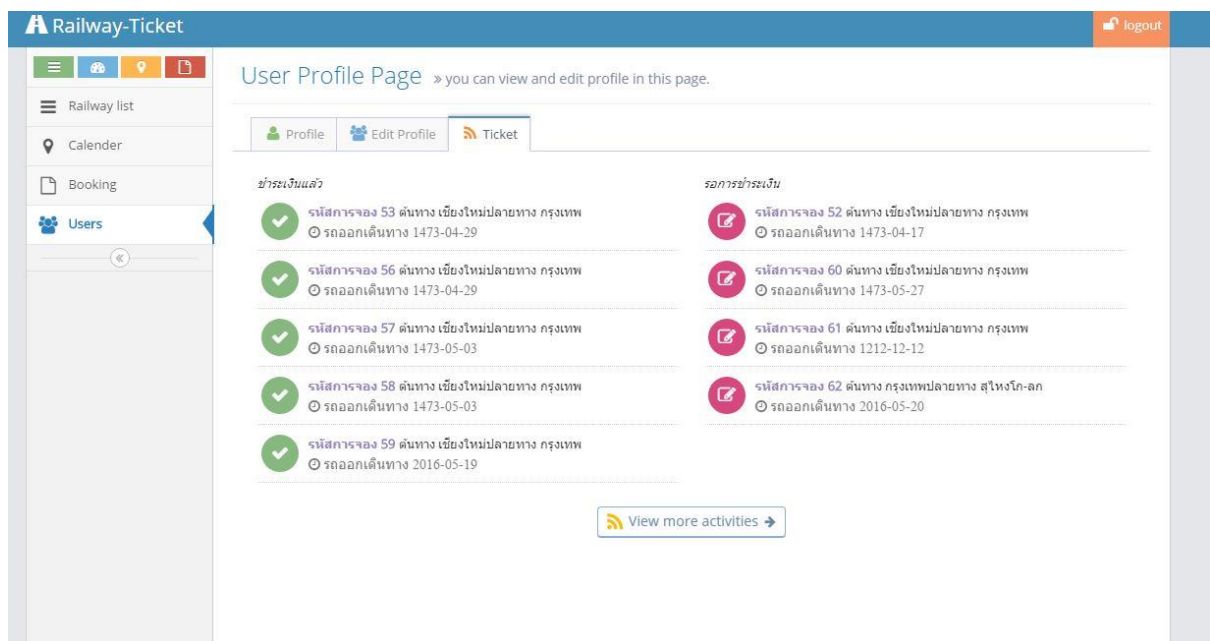 Railway-Ticket
logout
User Profile Page » you can view and edit profile in this page.
Railway list
Calender
Booking
Users
Profile
Edit Profile
Ticket
ชำระเงินแล้ว
รหัสการจอง 53 ต้นทาง เชียงใหม่ปลายทาง กรุงเทพ
รถออกเดินทาง 1473-04-29
รหัสการจอง 56 ต้นทาง เชียงใหม่ปลายทาง กรุงเทพ
รถออกเดินทาง 1473-04-29
รหัสการจอง 57 ต้นทาง เชียงใหม่ปลายทาง กรุงเทพ
รถออกเดินทาง 1473-05-03
รหัสการจอง 58 ต้นทาง เชียงใหม่ปลายทาง กรุงเทพ
รถออกเดินทาง 1473-05-03
รหัสการจอง 59 ต้นทาง เชียงใหม่ปลายทาง กรุงเทพ
รถออกเดินทาง 2016-05-19
รอการชำระเงิน
รหัสการจอง 52 ต้นทาง เชียงใหม่ปลายทาง กรุงเทพ
รถออกเดินทาง 1473-04-17
รหัสการจอง 60 ต้นทาง เชียงใหม่ปลายทาง กรุงเทพ
รถออกเดินทาง 1473-05-27
รหัสการจอง 61 ต้นทาง เชียงใหม่ปลายทาง กรุงเทพ
รถออกเดินทาง 1212-12-12
รหัสการจอง 62 ต้นทาง กรุงเทพปลายทาง สุไหงโก-ลก
รถออกเดินทาง 2016-05-20
View more activities